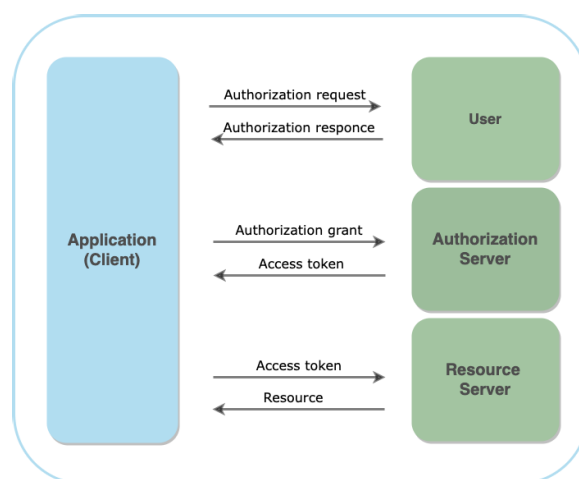 Authorization request
Authorization responce
User
Application
(Client)
Authorization grant
Access token
Authorization
Server
Access token
Resource
Resource
Server